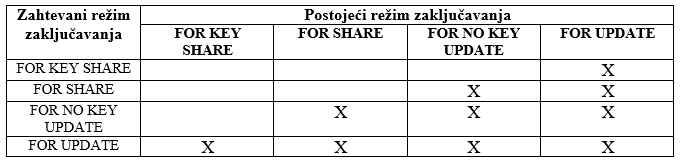 Zahtevani režim zaključavanja Postojeći režim zaključavanja
FOR KEY SHARE FOR SHARE FOR NO KEY UPDATE FOR UPDATE
FOR KEY SHARE X
FOR SHARE X X
FOR NO KEY UPDATE X X X
FOR UPDATE X X X X